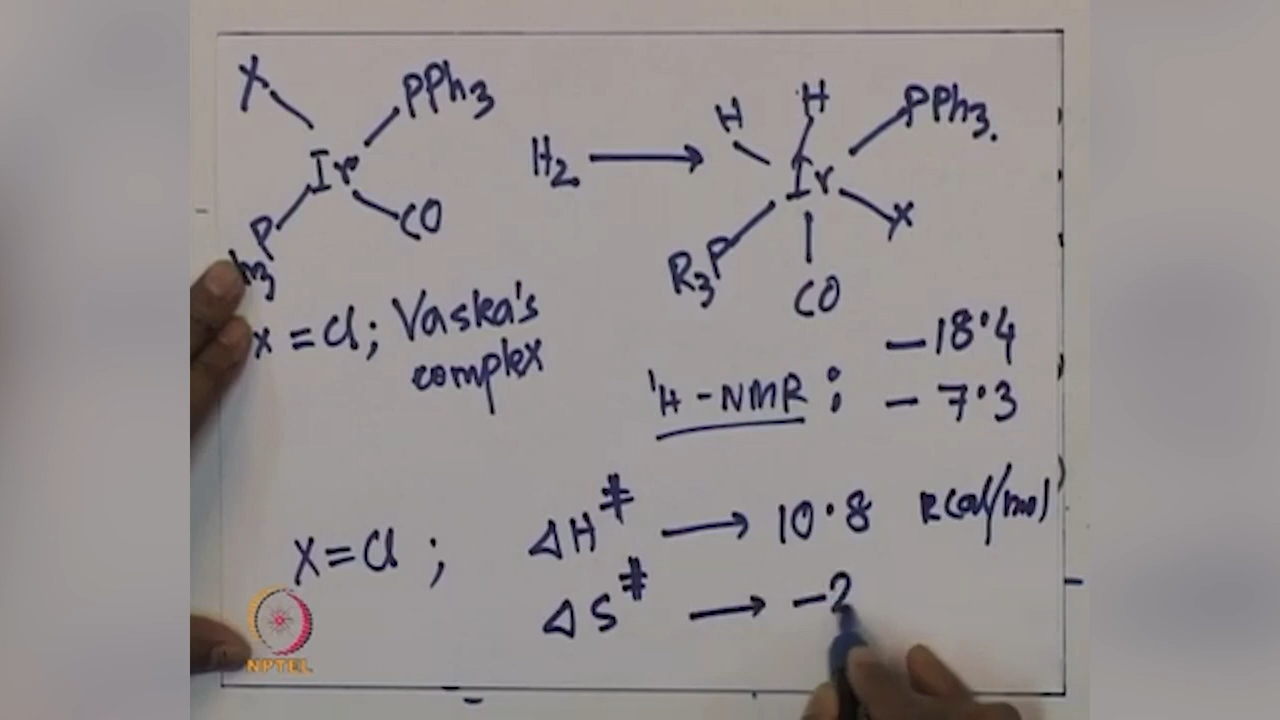 X PPh3
Ir
P h3 CO
x = Cl; Vaska's
complex
H2 →
H H PPh3.
Ir
R3P X
CO
1H-NMR : -18.4
-7.3
X = Cl ; ΔH‡ → 10.8 kcal/mol
ΔS‡ → -2
NPTEL